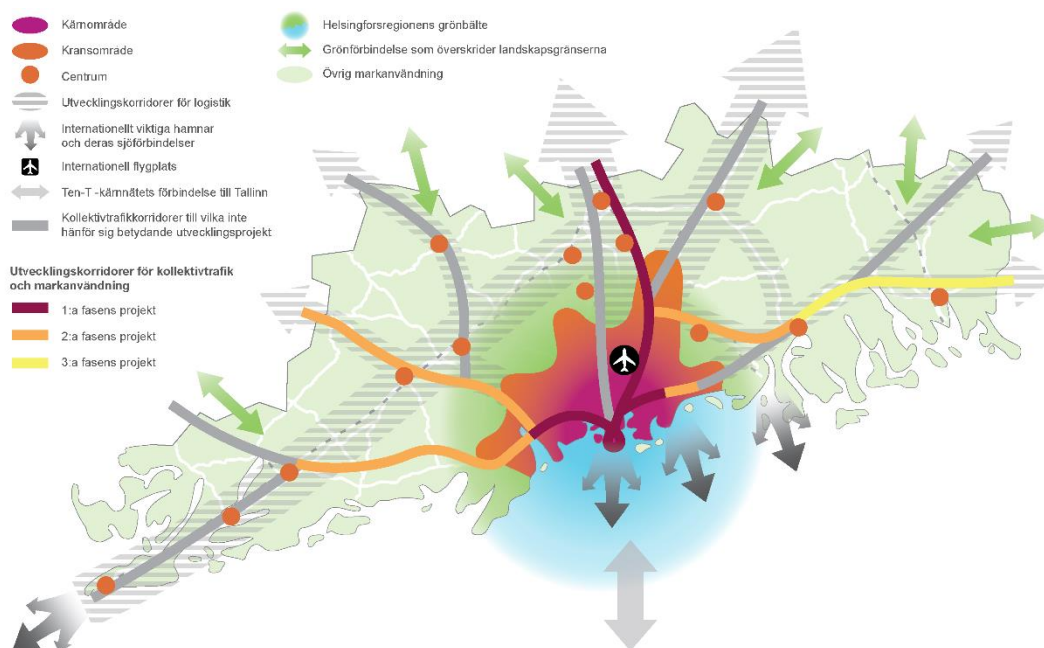 Kärnområde
Kransområde
Centrum
Utvecklingskorridorer för logistik
Internationellt viktiga hamnar
och deras sjöförbindelser
Internationell flygplats
Ten-T -kärnnätets förbindelse till Tallinn
Kollektivtrafikkorridorer till vilka inte
hänför sig betydande utvecklingsprojekt
Utvecklingskorridorer för kollektivtrafik
och markanvändning
1:a fasens projekt
2:a fasens projekt
3:a fasens projekt
Helsingforsregionens grönbälte
Grönförbindelse som överskrider landskapsgränserna
Övrig markanvändning